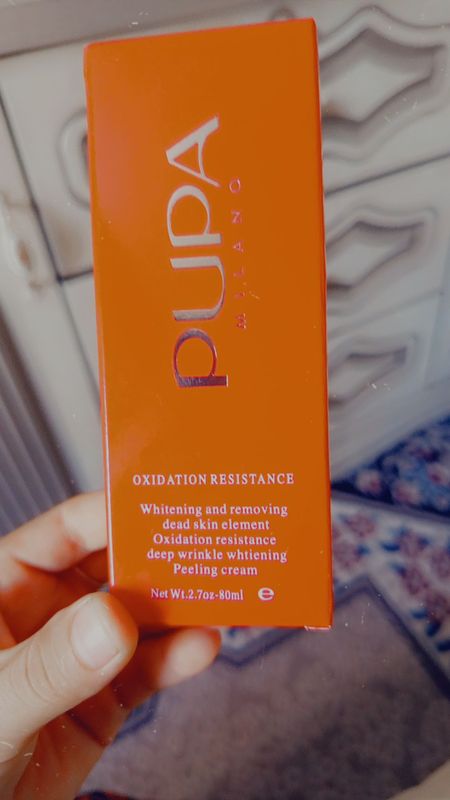 PUPA
MILANO
OXIDATION RESISTANCE
Whitening and removing
dead skin element
Oxidation resistance
deep wrinkle whtiening
Peeling cream
Net Wt.2.7oz-80ml e